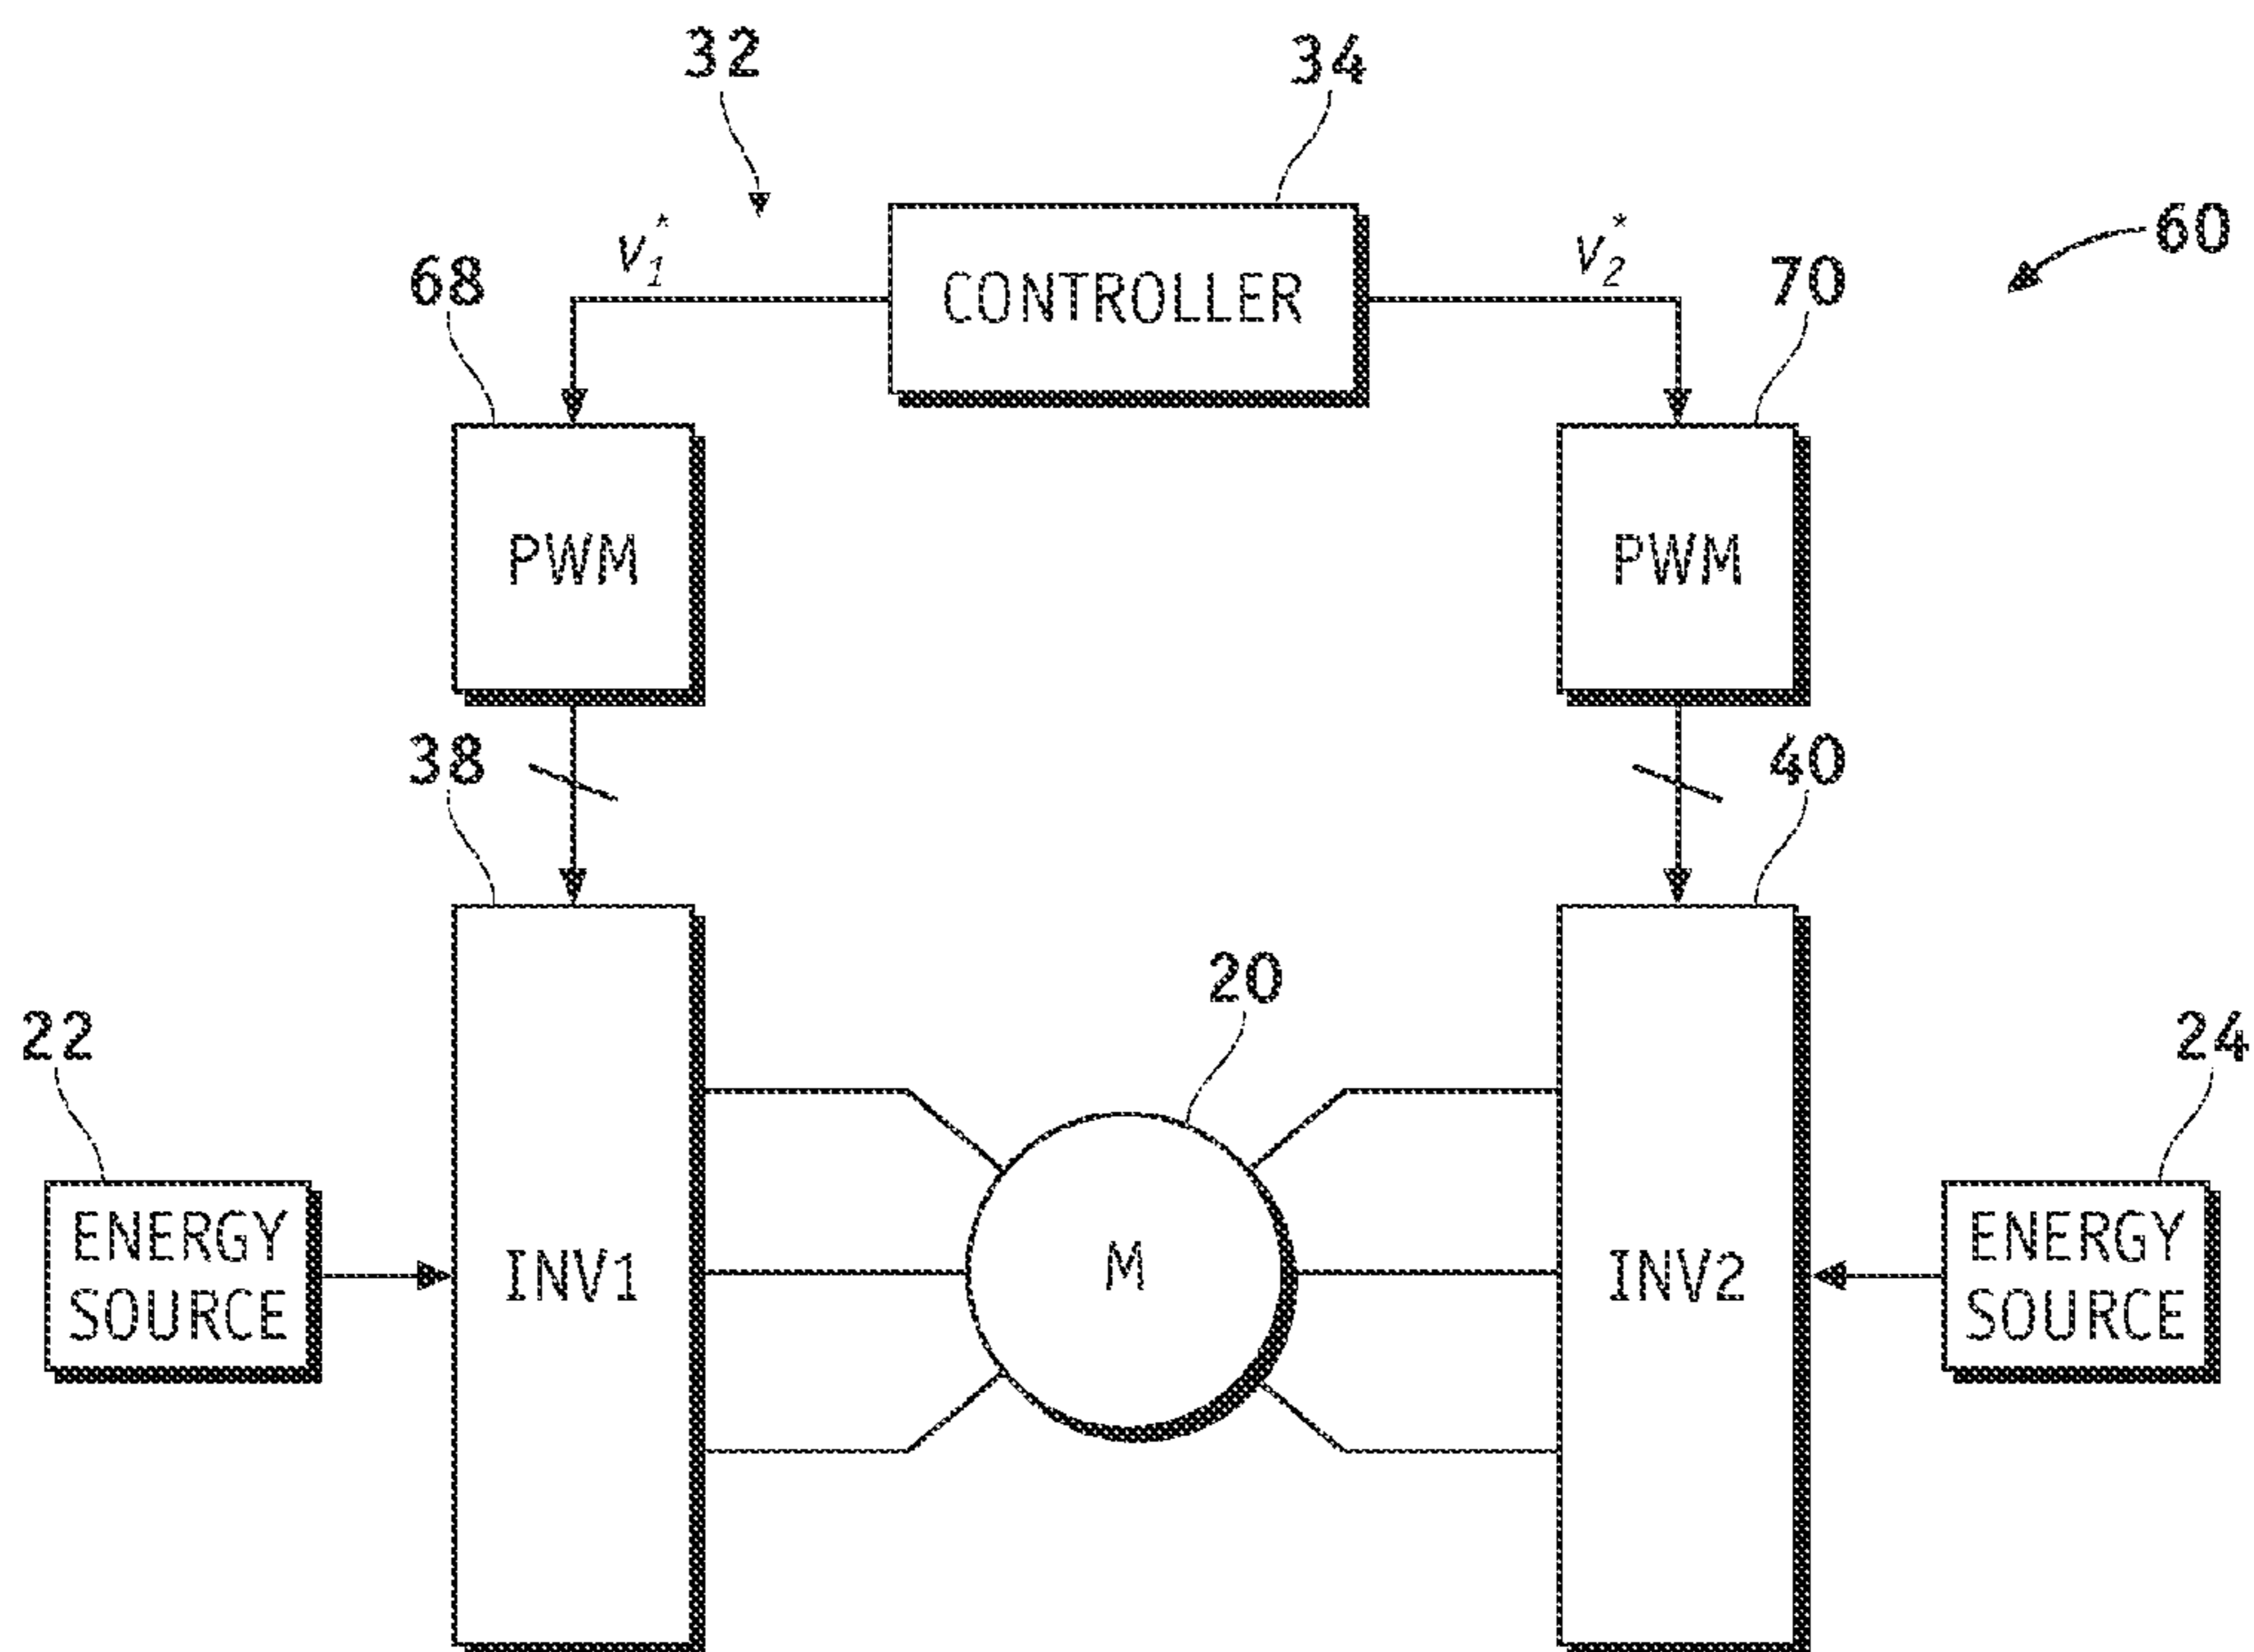 32
34
60
v1*
v2*
68
CONTROLLER
70
PWM
PWM
38
40
20
22
24
ENERGY
SOURCE
INV1
M
INV2
ENERGY
SOURCE